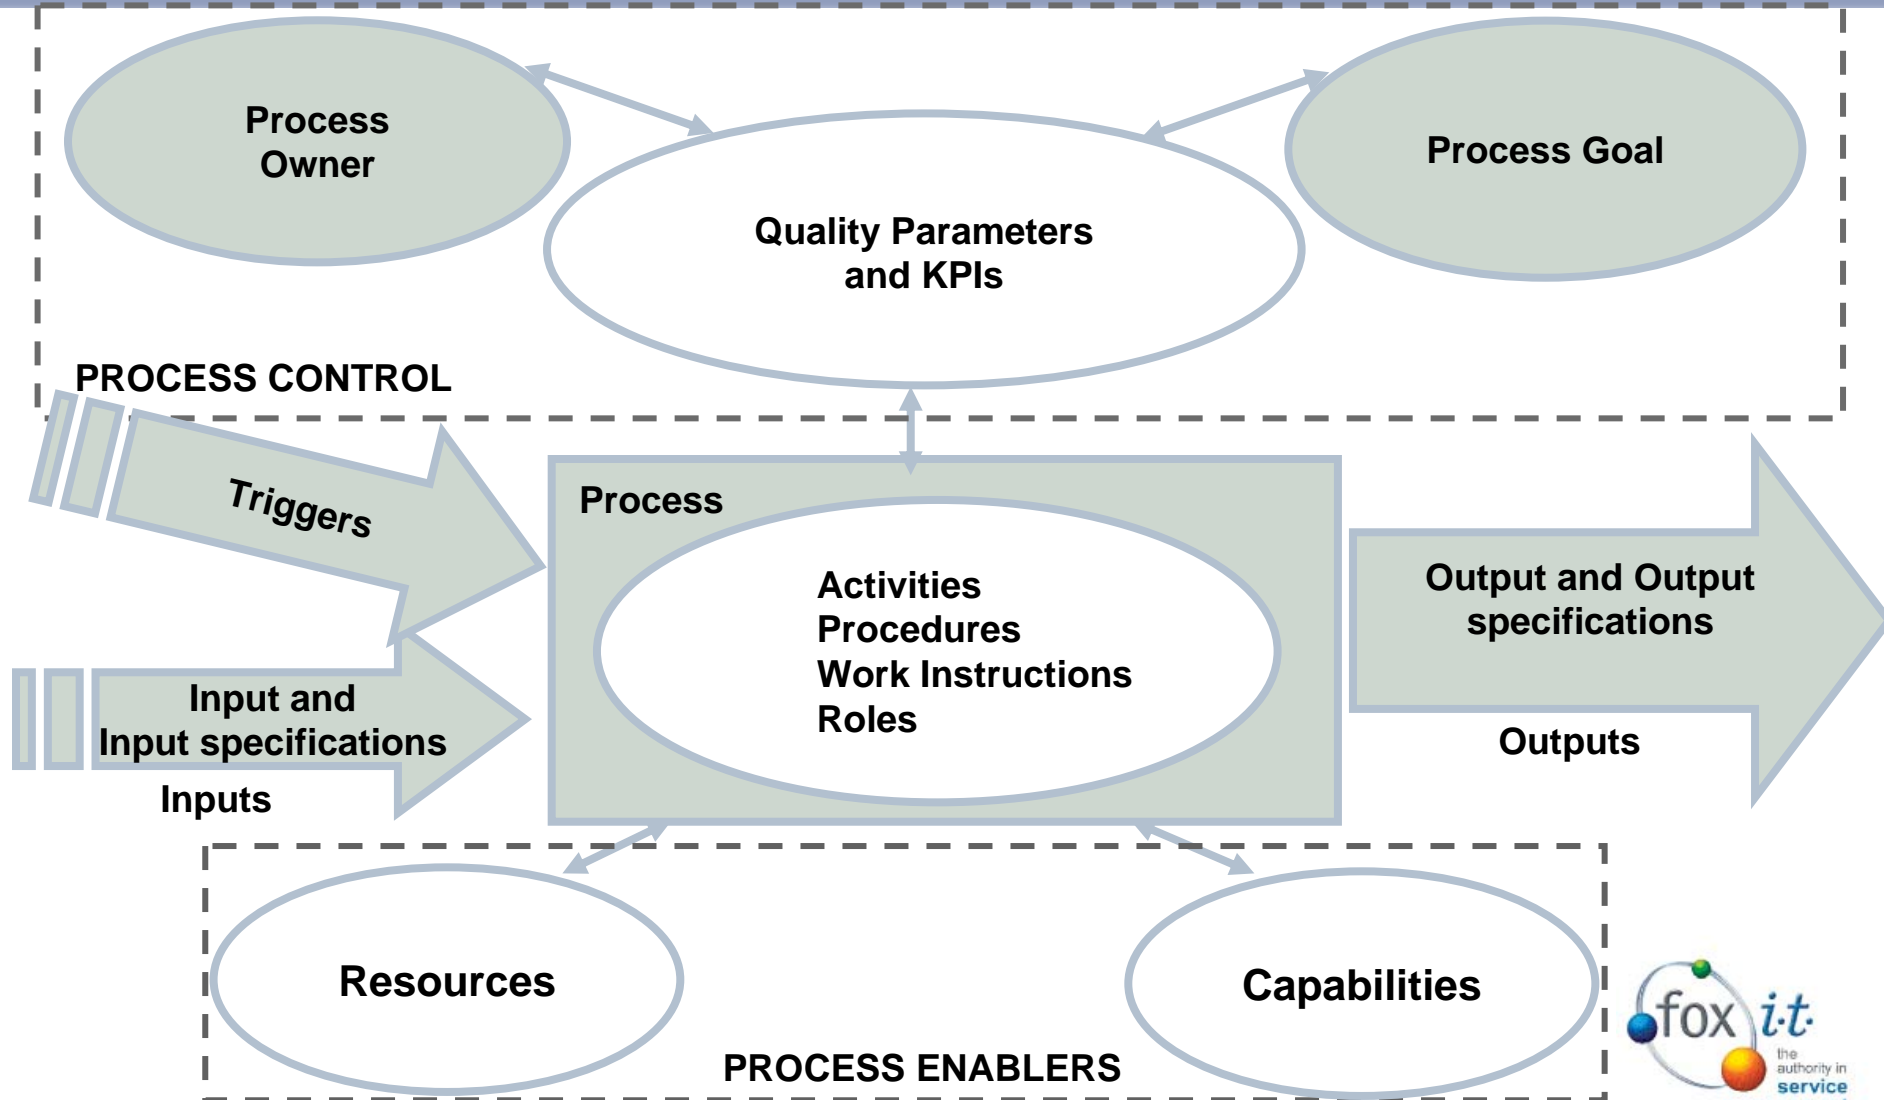 Process
Owner
Process Goal
Quality Parameters
and KPIs
PROCESS CONTROL
Triggers
Process
Activities
Procedures
Work Instructions
Roles
Output and Output
specifications
Outputs
Input and
Input specifications
Inputs
Resources
Capabilities
PROCESS ENABLERS
fox i.t.
the
authority in
service